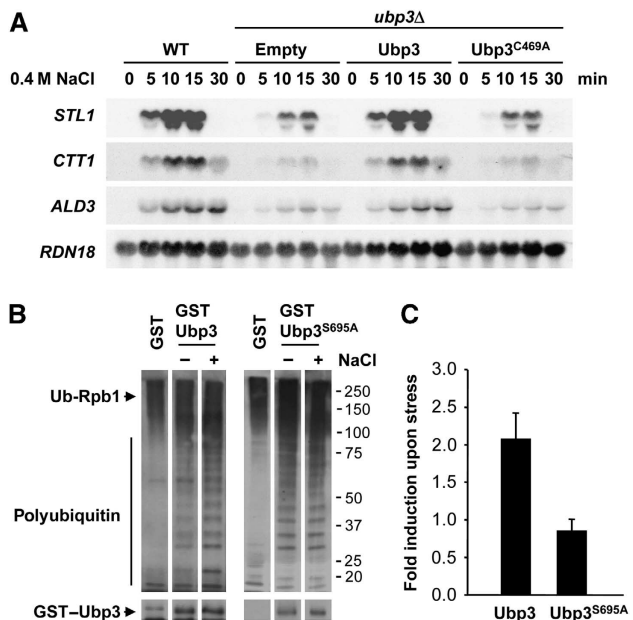 A
ubp3Δ
WT Empty Ubp3 Ubp3C469A
0.4 M NaCl 0 5 10 15 30 0 5 10 15 30 0 5 10 15 30 0 5 10 15 30 min
STL1
CTT1
ALD3
RDN18
B
GST GST Ubp3 GST GST Ubp3S695A
– + – + NaCl
Ub-Rpb1
Polyubiquitin
GST–Ubp3
250
150
100
75
50
37
25
20
C
Fold induction upon stress
3.0
2.5
2.0
1.5
1.0
0.5
0.0
Ubp3 Ubp3S695A